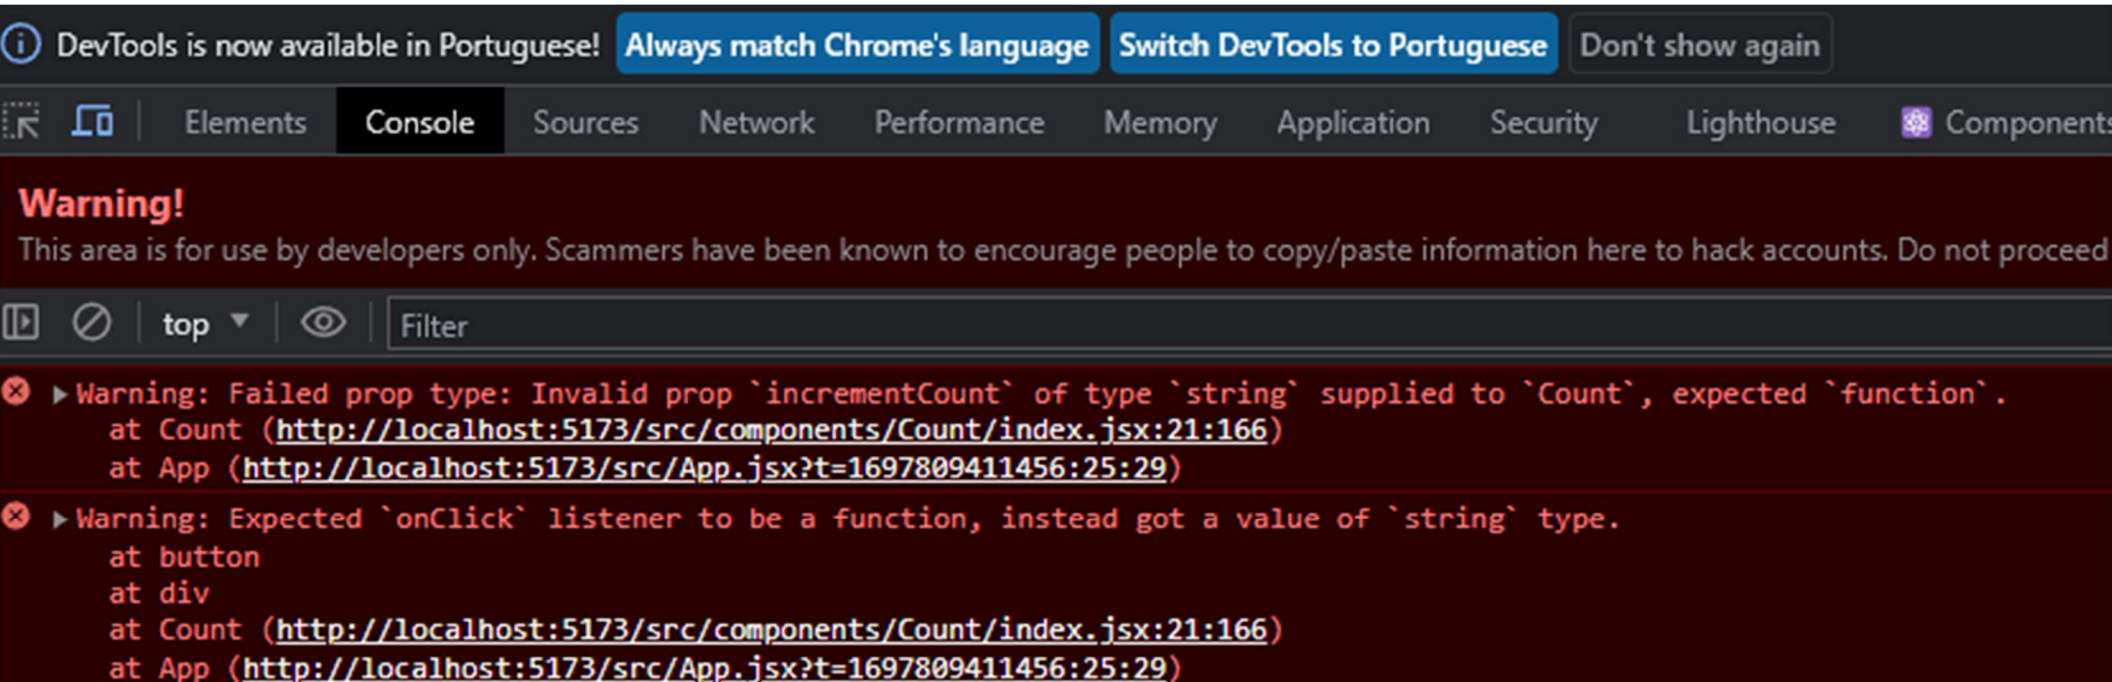 DevTools is now available in Portuguese! Always match Chrome's language Switch DevTools to Portuguese Don't show again
Elements Console Sources Network Performance Memory Application Security Lighthouse Components
Warning!
This area is for use by developers only. Scammers have been known to encourage people to copy/paste information here to hack accounts. Do not proceed
top Filter
Warning: Failed prop type: Invalid prop `incrementCount` of type `string` supplied to `Count`, expected `function`.
at Count (http://localhost:5173/src/components/Count/index.jsx:21:166)
at App (http://localhost:5173/src/App.jsx?t=1697809411456:25:29)
Warning: Expected `onClick` listener to be a function, instead got a value of `string` type.
at button
at div
at Count (http://localhost:5173/src/components/Count/index.jsx:21:166)
at App (http://localhost:5173/src/App.jsx?t=1697809411456:25:29)